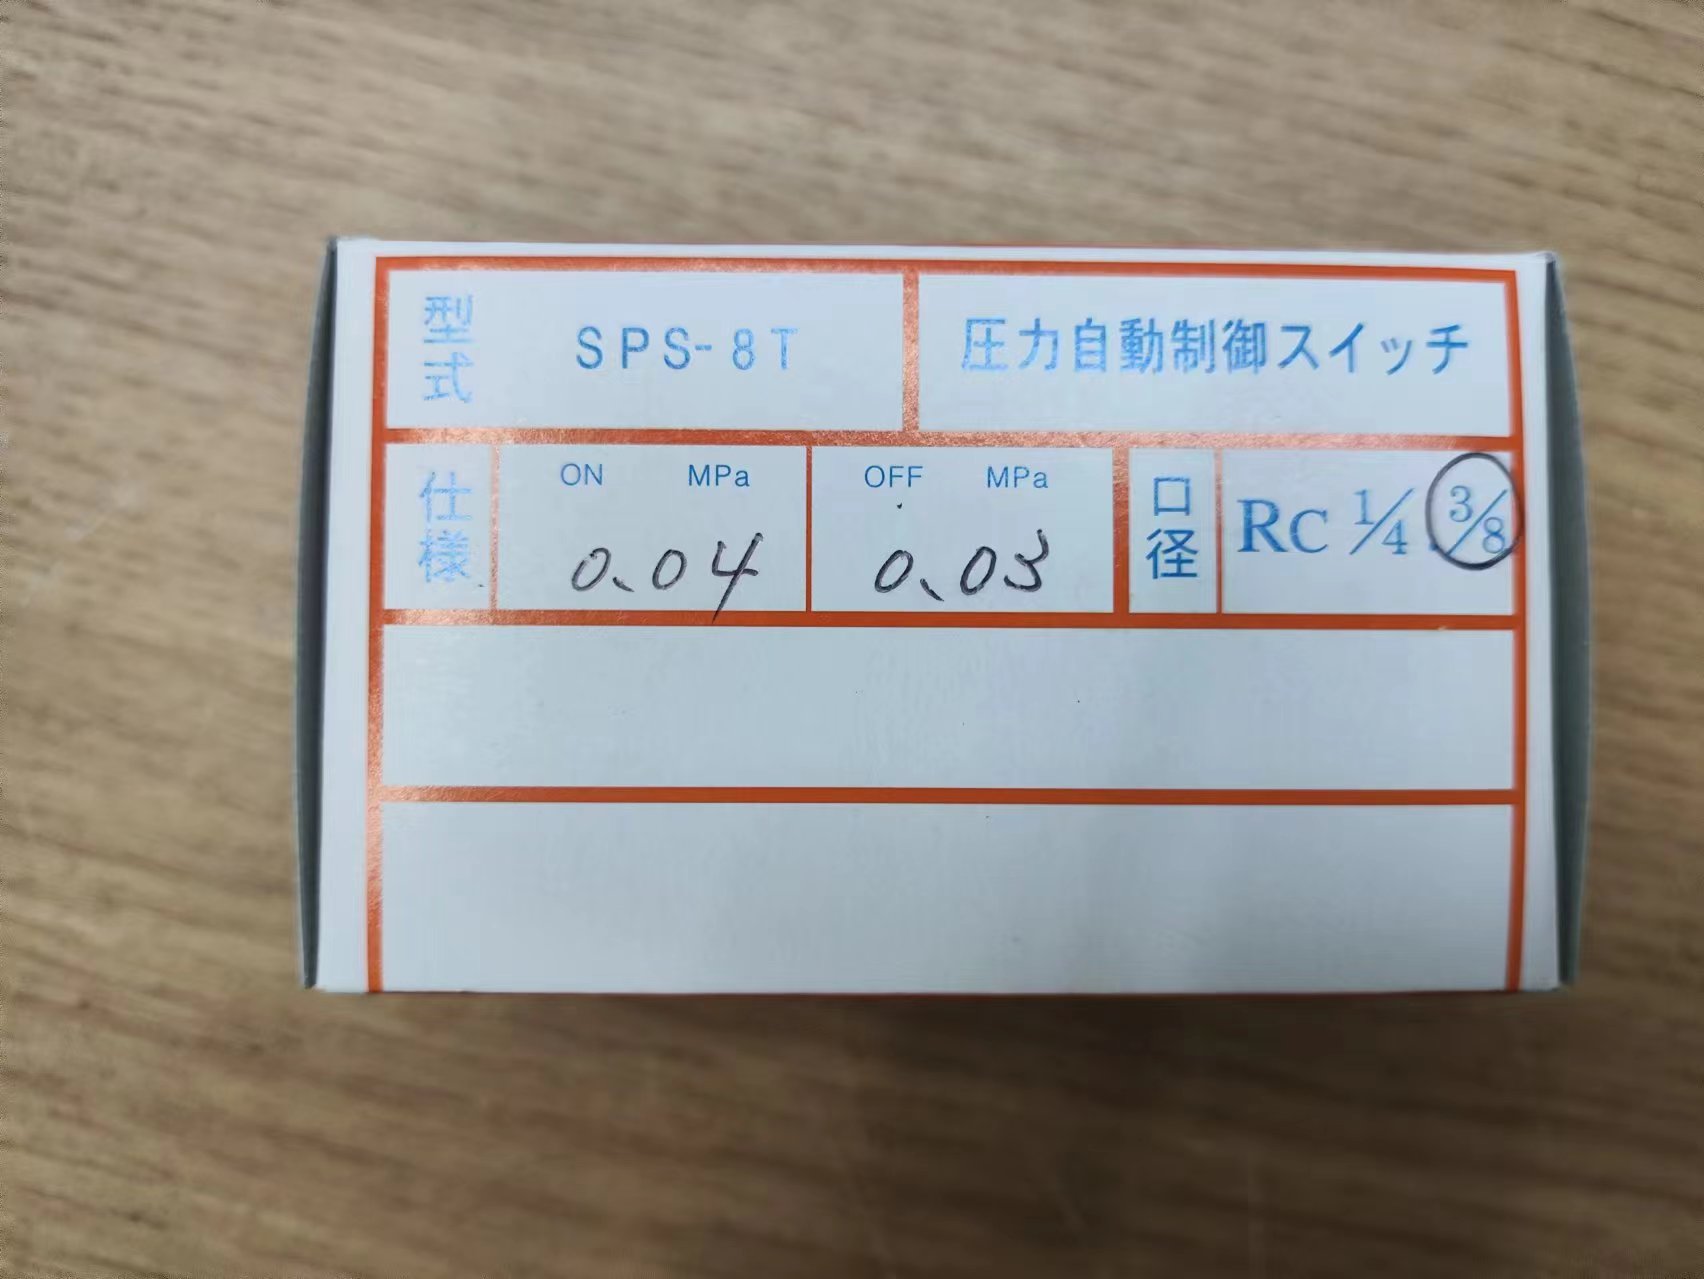 型式 SPS-8T 圧力自動制御スイッチ
仕様 ON MPa OFF MPa 口径 RC 1/4 3/8
0.04 0.03